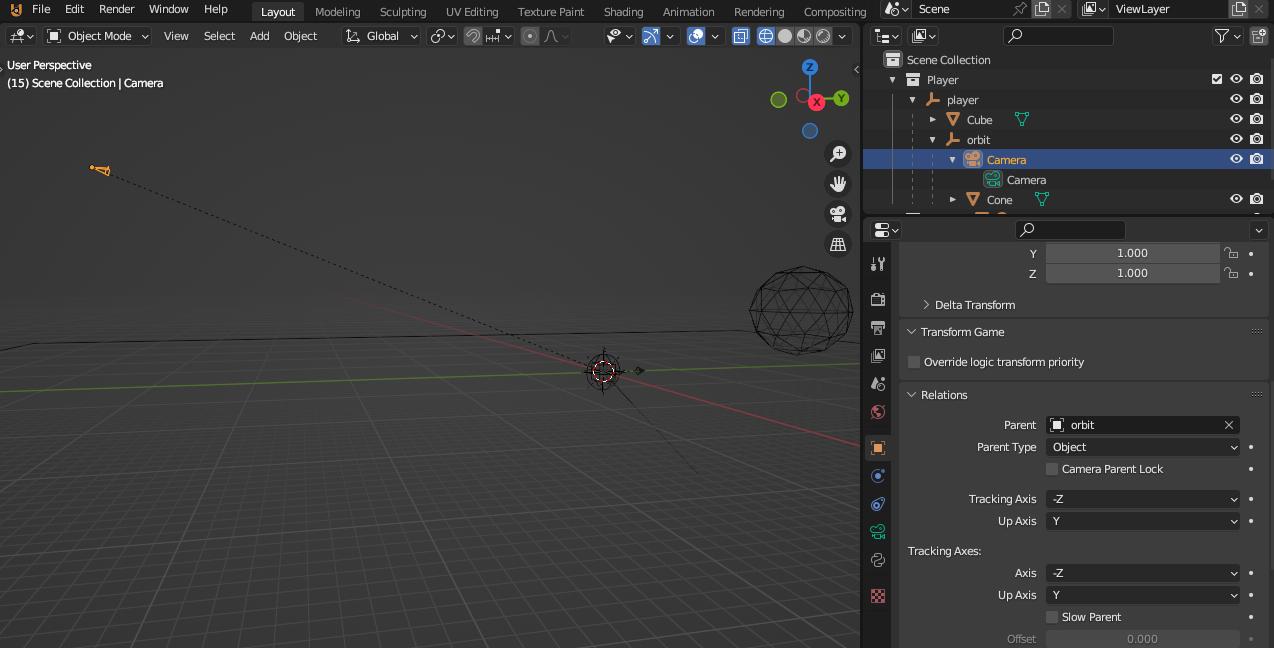 File Edit Render Window Help Layout Modeling Sculpting UV Editing Texture Paint Shading Animation Rendering Compositing Scene ViewLayer
Object Mode View Select Add Object Global
User Perspective
(15) Scene Collection | Camera
Z
Y
X
Scene Collection
Player
player
Cube
orbit
Camera
Camera
Cone
Y 1.000
Z 1.000
Delta Transform
Transform Game
Override logic transform priority
Relations
Parent orbit
Parent Type Object
Camera Parent Lock
Tracking Axis -Z
Up Axis Y
Tracking Axes:
Axis -Z
Up Axis Y
Slow Parent
Offset 0.000